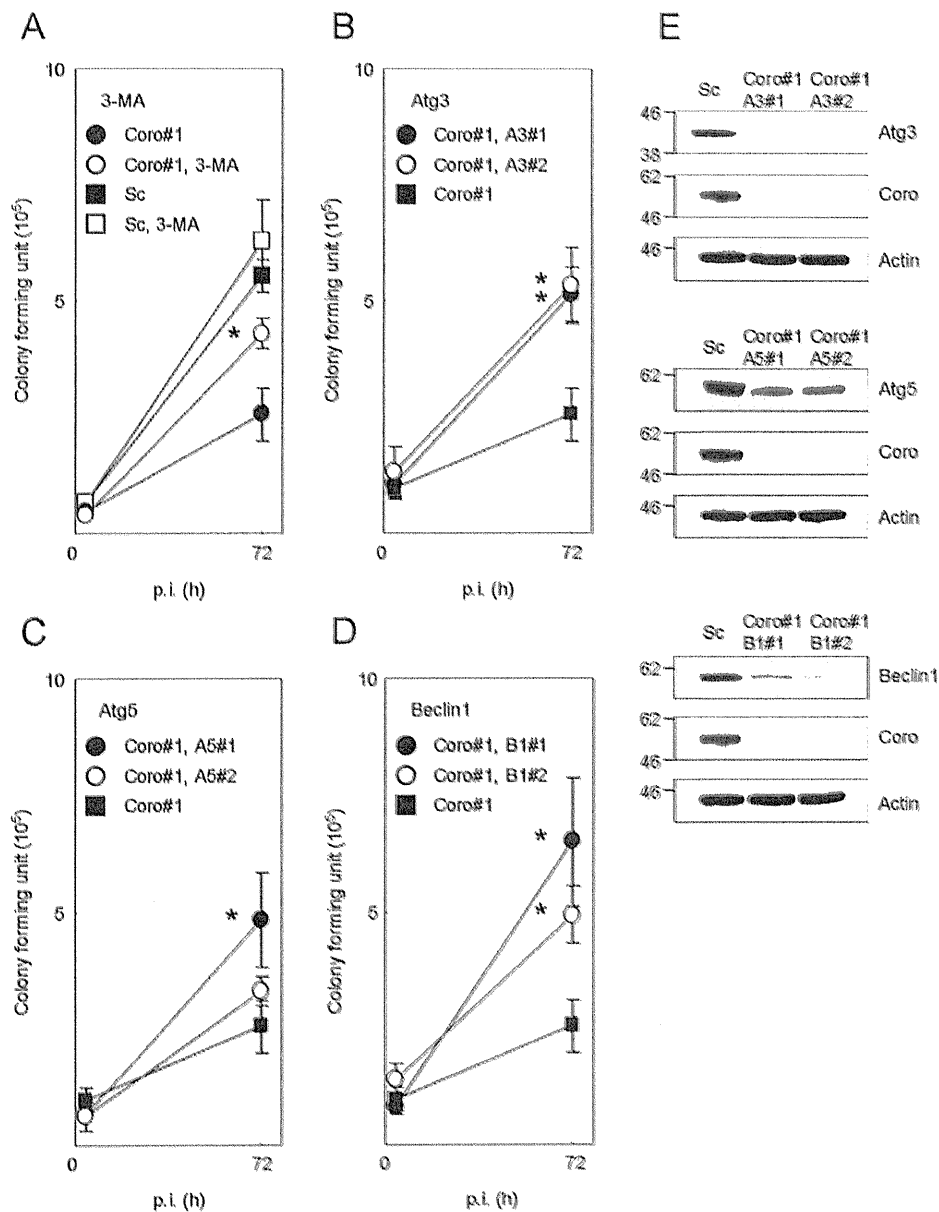 A
10
5
0
72
Colony forming unit (10⁵)
p.i. (h)
3-MA
Coro#1
Coro#1, 3-MA
Sc
Sc, 3-MA
*
B
10
5
0
72
Colony forming unit (10⁵)
p.i. (h)
Atg3
Coro#1, A3#1
Coro#1, A3#2
Coro#1
*
*
E
Sc
Coro#1 Coro#1
A3#1 A3#2
46
38
Atg3
62
46
Coro
46
Actin
Sc
Coro#1 Coro#1
A5#1 A5#2
62
Atg5
62
46
Coro
46
Actin
Sc
Coro#1 Coro#1
B1#1 B1#2
62
Beclin1
62
46
Coro
46
Actin
C
10
5
0
72
Colony forming unit (10⁵)
p.i. (h)
Atg5
Coro#1, A5#1
Coro#1, A5#2
Coro#1
*
D
10
5
0
72
Colony forming unit (10⁵)
p.i. (h)
Beclin1
Coro#1, B1#1
Coro#1, B1#2
Coro#1
*
*